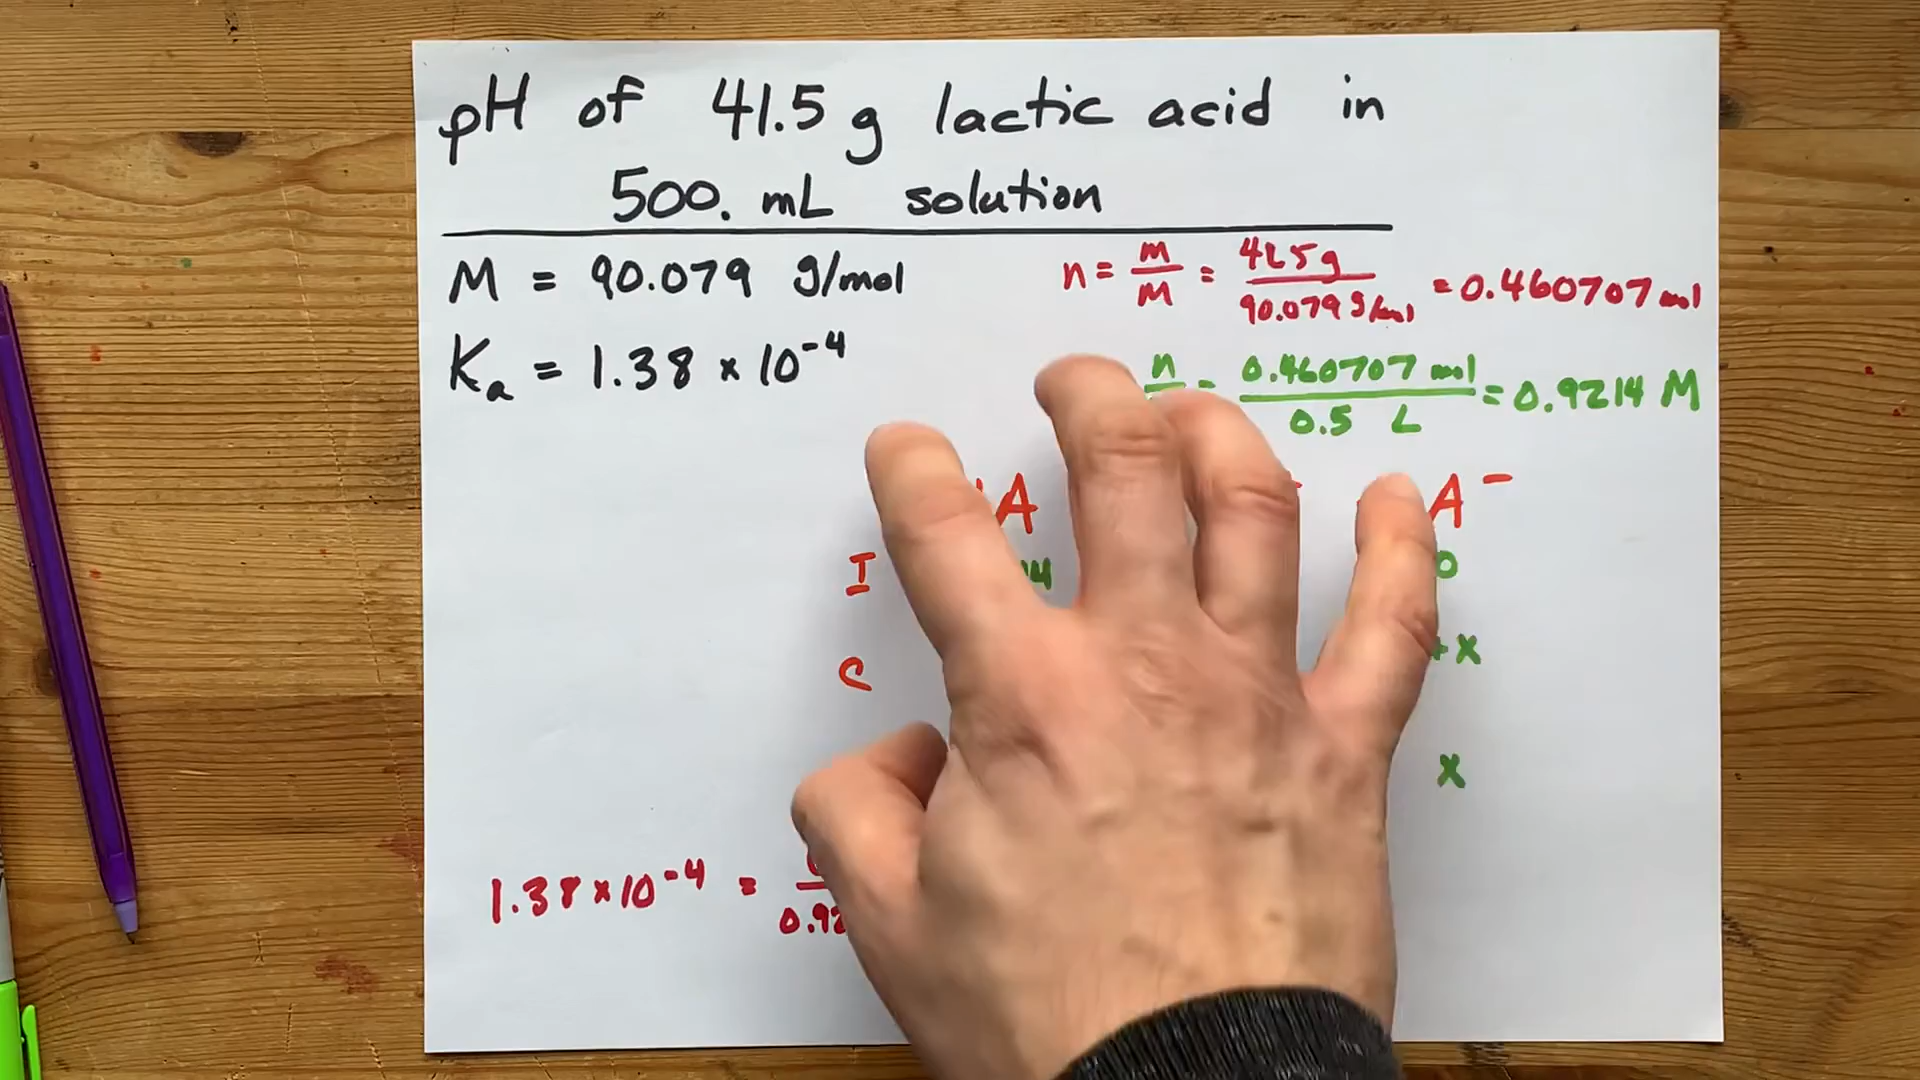 pH of 41.5 g lactic acid in
500. mL solution
M = 90.079 g/mol
n = m/M = 41.5 g / 90.079 g/mol = 0.460707 mol
Ka = 1.38 × 10⁻⁴
n = 0.460707 mol / 0.5 L = 0.9214 M
A A⁻
I 0
C +x
x
1.38 × 10⁻⁴ =